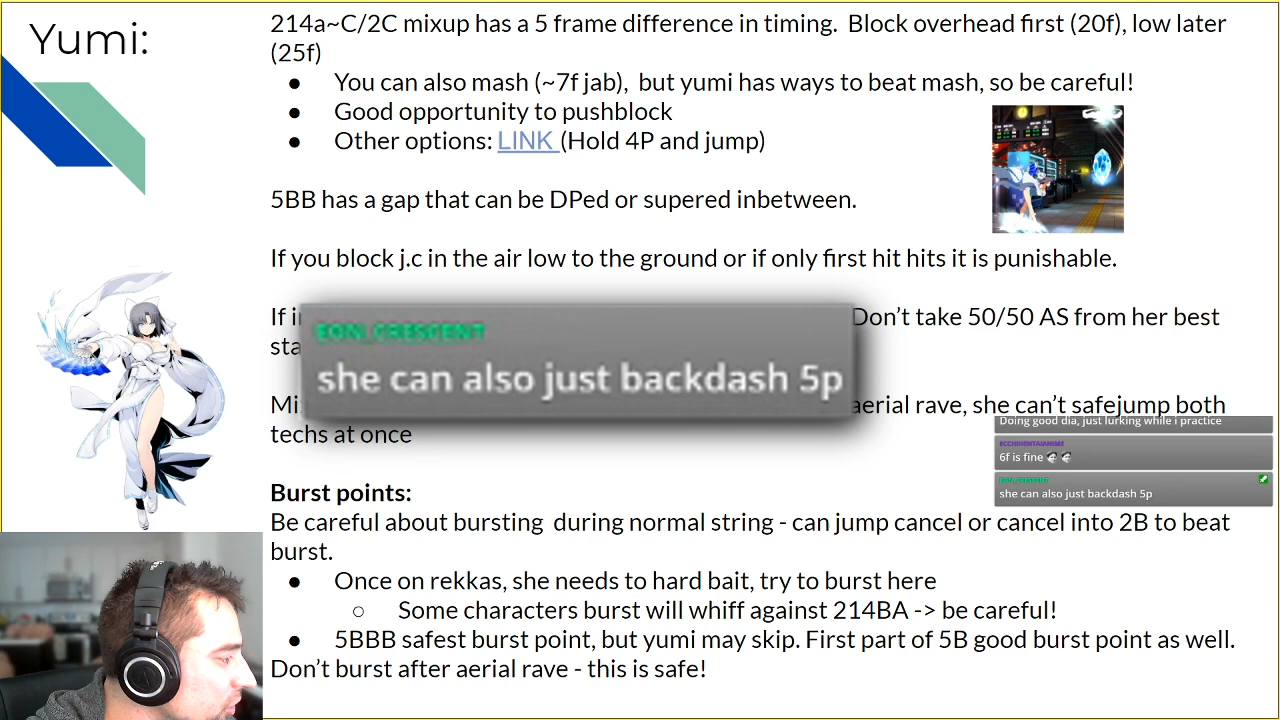 Yumi:
214a~C/2C mixup has a 5 frame difference in timing. Block overhead first (20f), low later
(25f)
● You can also mash (~7f jab), but yumi has ways to beat mash, so be careful!
● Good opportunity to pushblock
● Other options: LINK (Hold 4P and jump)
5BB has a gap that can be DPed or supered inbetween.
If you block j.c in the air low to the ground or if only first hit hits it is punishable.
If Don’t take 50/50 AS from her best
EON_CRESCENT
she can also just backdash 5p
aerial rave, she can’t safejump both
techs at once
Doing good dia, just lurking while i practice
ECCHIHENTAIANIME
6f is fine
EON_CRESCENT
she can also just backdash 5p
Burst points:
Be careful about bursting during normal string - can jump cancel or cancel into 2B to beat
burst.
● Once on rekkas, she needs to hard bait, try to burst here
○ Some characters burst will whiff against 214BA -> be careful!
● 5BBB safest burst point, but yumi may skip. First part of 5B good burst point as well.
Don’t burst after aerial rave - this is safe!